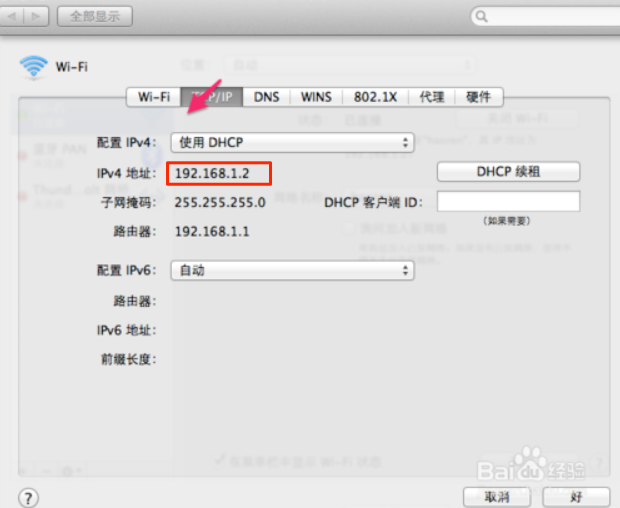 全部显示
Wi-Fi
Wi-Fi TCP/IP DNS WINS 802.1X 代理 硬件
配置 IPv4： 使用 DHCP
IPv4 地址： 192.168.1.2 DHCP 续租
子网掩码： 255.255.255.0 DHCP 客户端 ID：
(如果需要)
路由器： 192.168.1.1
配置 IPv6： 自动
路由器：
IPv6 地址：
前缀长度：
Baidu 经验
? 取消 好